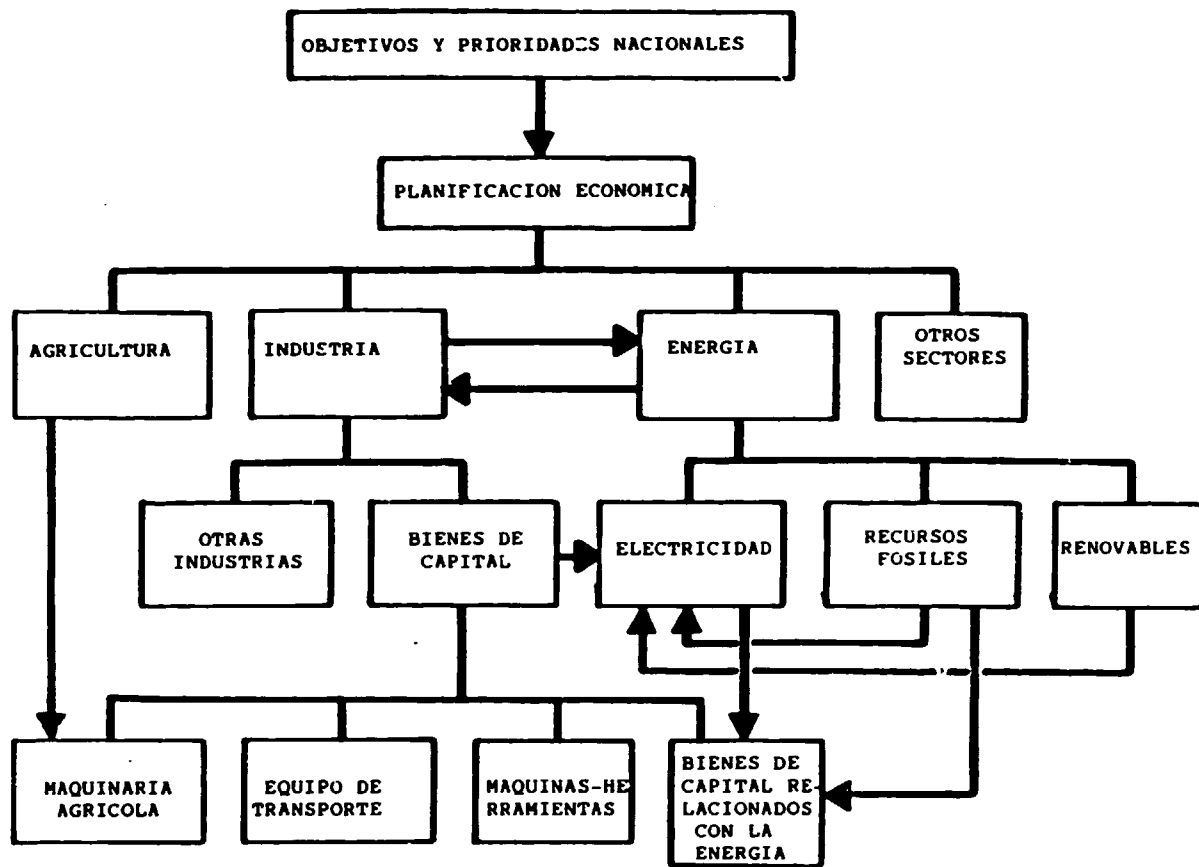 OBJETIVOS Y PRIORIDADES NACIONALES
PLANIFICACION ECONOMICA
AGRICULTURA
INDUSTRIA
ENERGIA
OTROS
SECTORES
OTRAS
INDUSTRIAS
BIENES DE
CAPITAL
ELECTRICIDAD
RECURSOS
FOSILES
RENOVABLES
MAQUINARIA
AGRICOLA
EQUIPO DE
TRANSPORTE
MAQUINAS-HE
RRAMIENTAS
BIENES DE
CAPITAL RE-
LACIONADOS
CON LA
ENERGIA